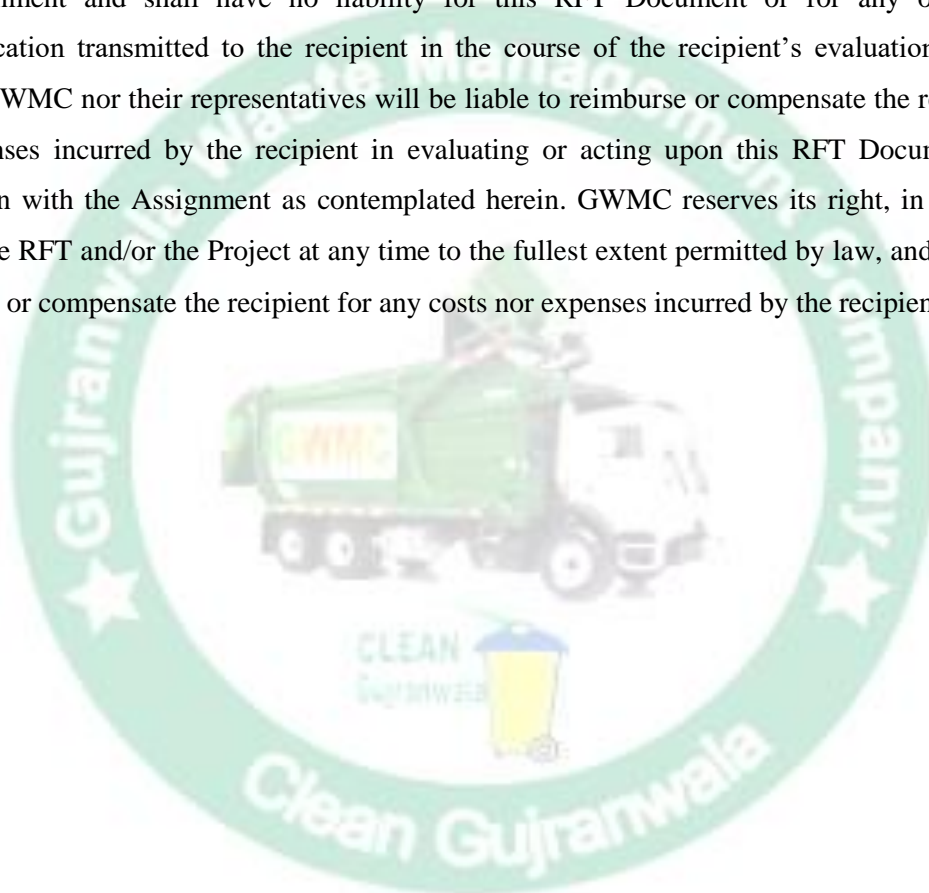 nment and shall have no liability for this RFT Document or for any o
cation transmitted to the recipient in the course of the recipient's evaluation
WMC nor their representatives will be liable to reimburse or compensate the re
nses incurred by the recipient in evaluating or acting upon this RFT Docum
n with the Assignment as contemplated herein. GWMC reserves its right, in
e RFT and/or the Project at any time to the fullest extent permitted by law, and
or compensate the recipient for any costs nor expenses incurred by the recipien
Gujranwala Waste Management Company
GWMC
CLEAN
Gujranwala
Clean Gujranwala